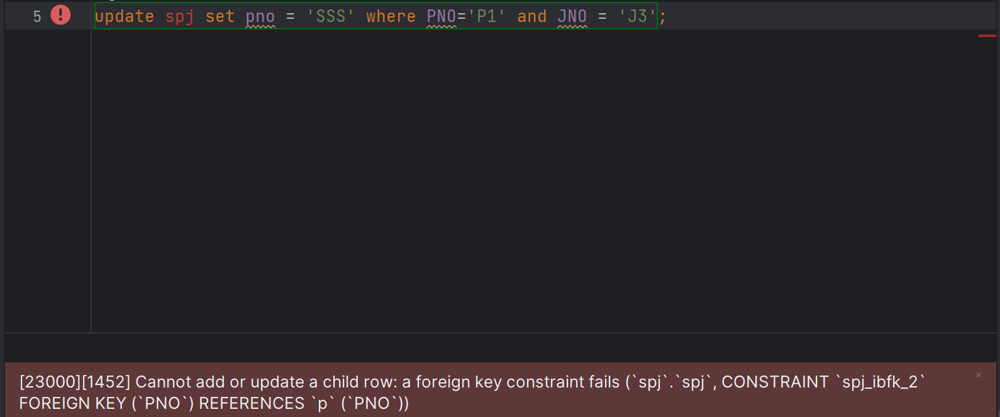 5 update spj set pno = 'SSS' where PNO='P1' and JNO = 'J3';
[23000][1452] Cannot add or update a child row: a foreign key constraint fails (`spj`.`spj`, CONSTRAINT `spj_ibfk_2`
FOREIGN KEY (`PNO`) REFERENCES `p` (`PNO`))